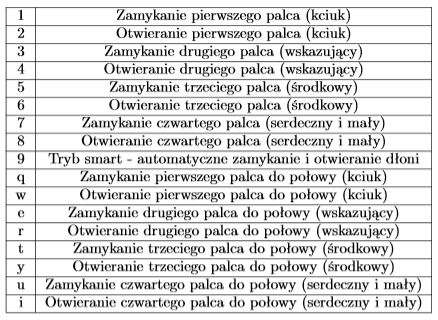 1 Zamykanie pierwszego palca (kciuk)
2 Otwieranie pierwszego palca (kciuk)
3 Zamykanie drugiego palca (wskazujący)
4 Otwieranie drugiego palca (wskazujący)
5 Zamykanie trzeciego palca (środkowy)
6 Otwieranie trzeciego palca (środkowy)
7 Zamykanie czwartego palca (serdeczny i mały)
8 Otwieranie czwartego palca (serdeczny i mały)
9 Tryb smart - automatyczne zamykanie i otwieranie dłoni
q Zamykanie pierwszego palca do połowy (kciuk)
w Otwieranie pierwszego palca do połowy (kciuk)
e Zamykanie drugiego palca do połowy (wskazujący)
r Otwieranie drugiego palca do połowy (wskazujący)
t Zamykanie trzeciego palca do połowy (środkowy)
y Otwieranie trzeciego palca do połowy (środkowy)
u Zamykanie czwartego palca do połowy (serdeczny i mały)
i Otwieranie czwartego palca do połowy (serdeczny i mały)